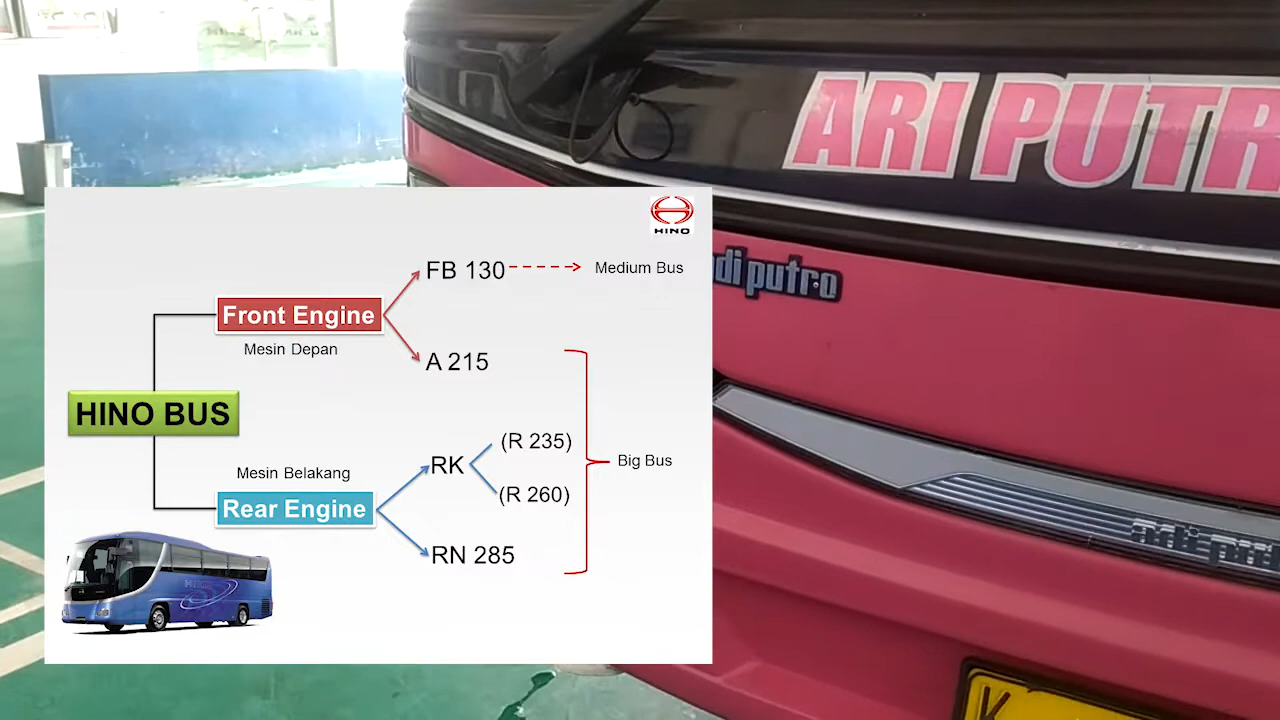 ARI PUTR
di putro
HINO
FB 130
Medium Bus
Front Engine
Mesin Depan
A 215
HINO BUS
(R 235)
RK
Big Bus
Mesin Belakang
(R 260)
Rear Engine
RN 285
K